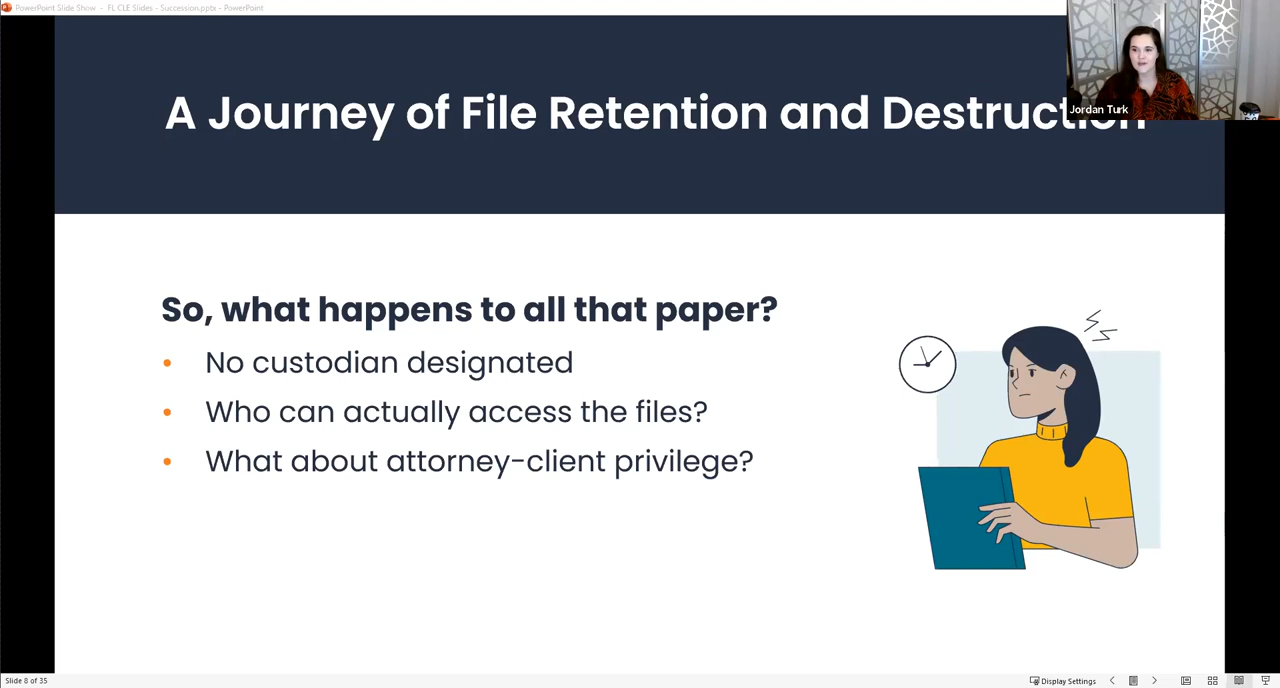 PowerPoint Slide Show - FL CLE Slides - Succession.pptx - PowerPoint
A Journey of File Retention and Destruction
Jordan Turk
So, what happens to all that paper?
• No custodian designated
• Who can actually access the files?
• What about attorney-client privilege?
Slide 8 of 35
Display Settings